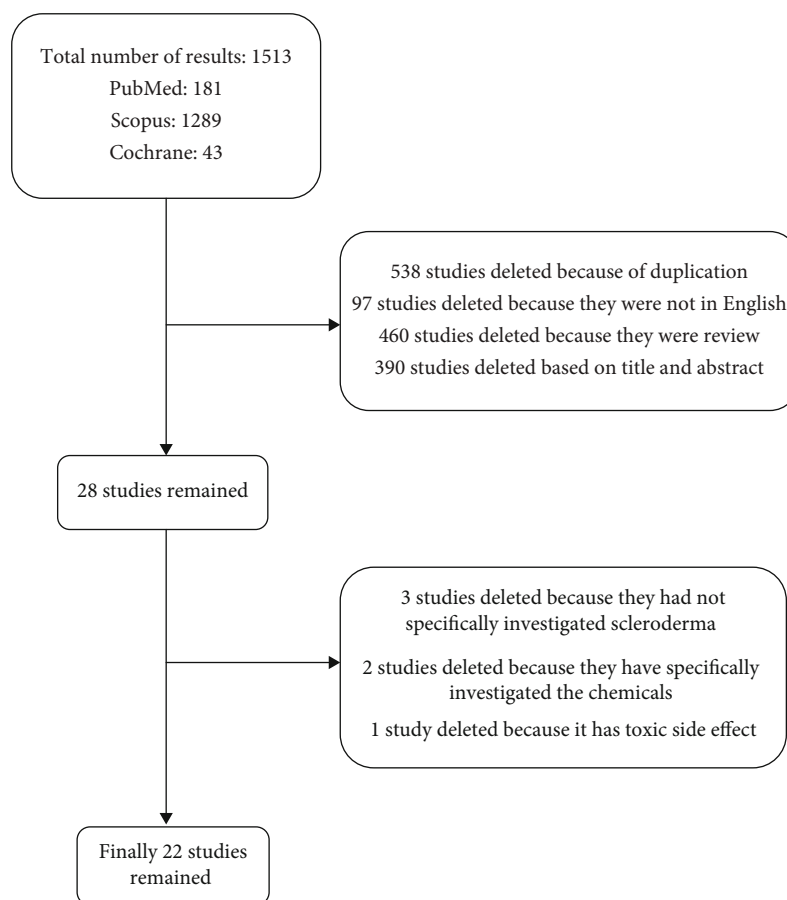 Total number of results: 1513
PubMed: 181
Scopus: 1289
Cochrane: 43
538 studies deleted because of duplication
97 studies deleted because they were not in English
460 studies deleted because they were review
390 studies deleted based on title and abstract
28 studies remained
3 studies deleted because they had not
specifically investigated scleroderma
2 studies deleted because they have specifically
investigated the chemicals
1 study deleted because it has toxic side effect
Finally 22 studies
remained